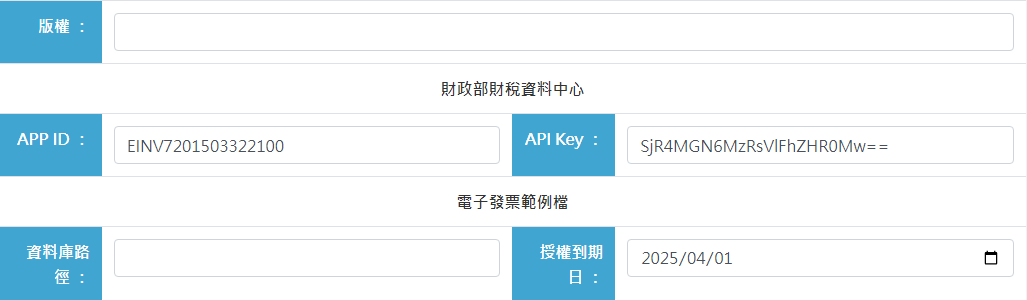 版權 ：
財政部財稅資料中心
APP ID ： EINV7201503322100 API Key ： SjR4MGN6MzRsVlFhZHR0Mw==
電子發票範例檔
資料庫路徑 ： 授權到期日 ： 2025/04/01